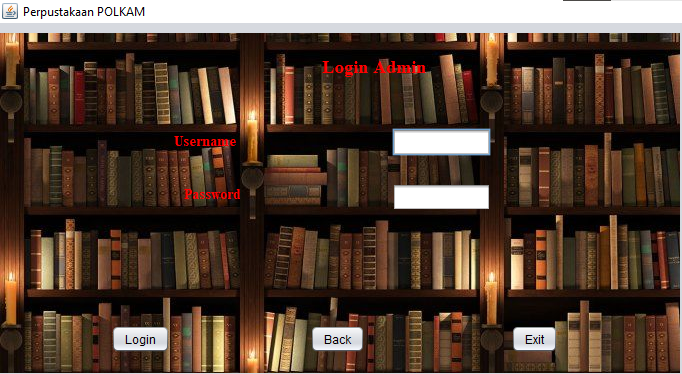 Perpustakaan POLKAM
Login Admin
Username
Password
Login
Back
Exit